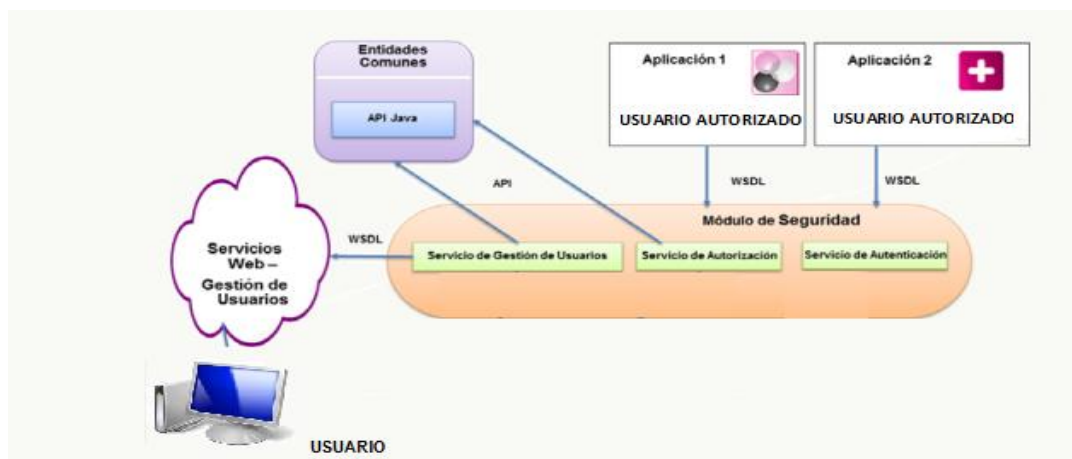 Entidades
Comunes
API Java
Aplicación 1
USUARIO AUTORIZADO
Aplicación 2
USUARIO AUTORIZADO
API
WSDL
WSDL
Módulo de Seguridad
WSDL
Servicio de Gestión de Usuarios
Servicio de Autorización
Servicio de Autenticación
Servicios
Web –
Gestión de
Usuarios
USUARIO